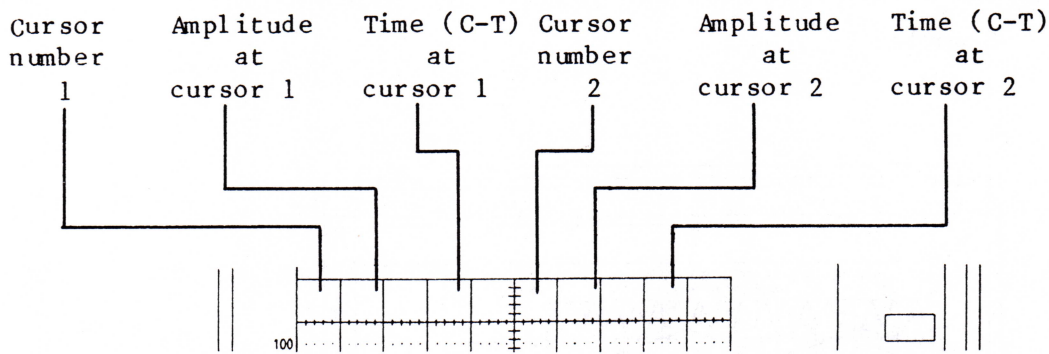 Cursor number 1
Amplitude at cursor 1
Time (C-T) at cursor 1
Cursor number 2
Amplitude at cursor 2
Time (C-T) at cursor 2
100